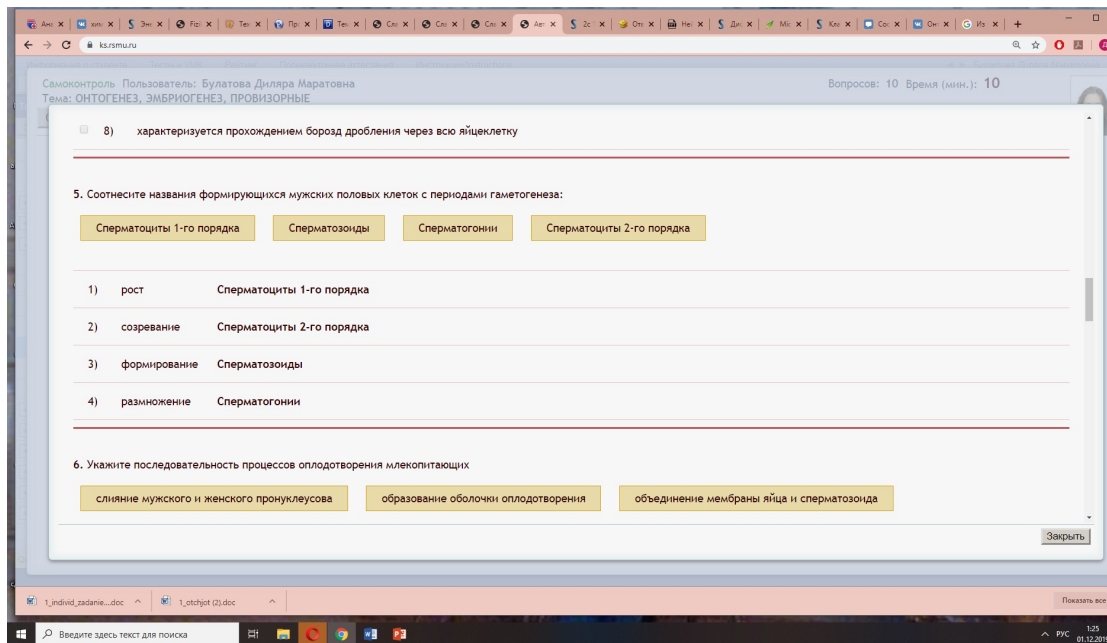 ks.rsmu.ru
Самоконтроль Пользователь: Булатова Диляра Маратовна
Вопросов: 10 Время (мин.): 10
Тема: ОНТОГЕНЕЗ, ЭМБРИОГЕНЕЗ, ПРОВИЗОРНЫЕ
8) характеризуется прохождением борозд дробления через всю яйцеклетку
5. Соотнесите названия формирующихся мужских половых клеток с периодами гаметогенеза:
Сперматоциты 1-го порядка Сперматозоиды Сперматогонии Сперматоциты 2-го порядка
1) рост Сперматоциты 1-го порядка
2) созревание Сперматоциты 2-го порядка
3) формирование Сперматозоиды
4) размножение Сперматогонии
6. Укажите последовательность процессов оплодотворения млекопитающих
слияние мужского и женского пронуклеусова образование оболочки оплодотворения объединение мембраны яйца и сперматозоида
Закрыть
1_individ_zadanie....doc 1_otchjot (2).doc Показать все
Введите здесь текст для поиска
РУС 1:25